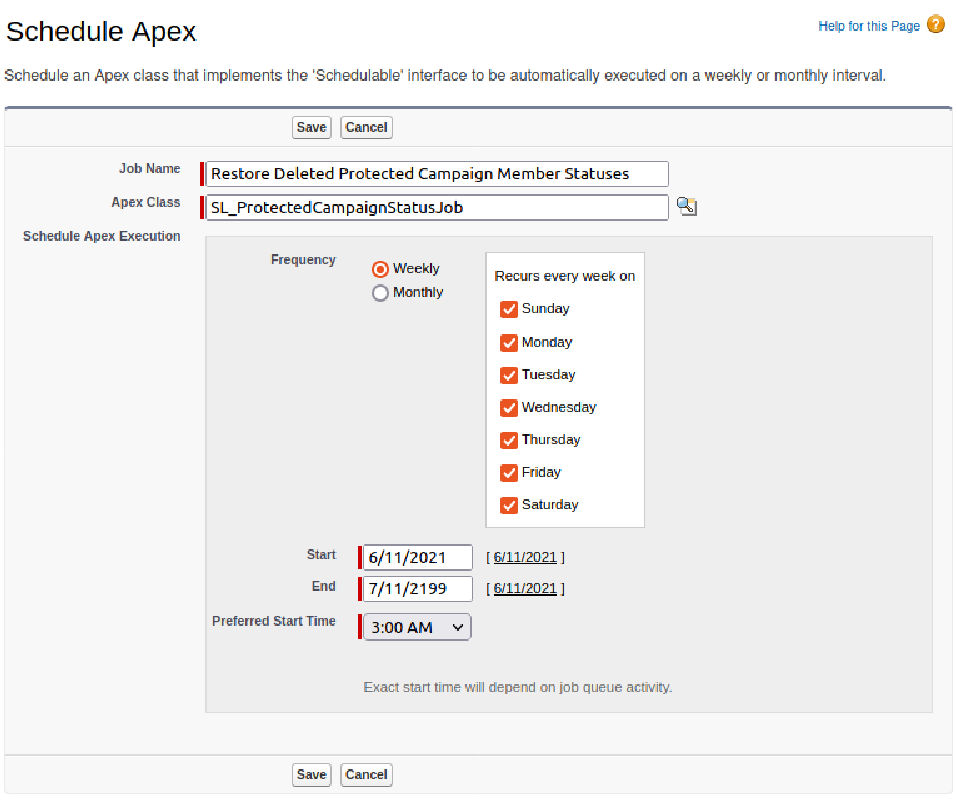 Schedule Apex
Help for this Page ?
Schedule an Apex class that implements the 'Schedulable' interface to be automatically executed on a weekly or monthly interval.
Save Cancel
Job Name Restore Deleted Protected Campaign Member Statuses
Apex Class SL_ProtectedCampaignStatusJob
Schedule Apex Execution
Frequency
Weekly
Monthly
Recurs every week on
Sunday
Monday
Tuesday
Wednesday
Thursday
Friday
Saturday
Start 6/11/2021 [ 6/11/2021 ]
End 7/11/2199 [ 6/11/2021 ]
Preferred Start Time 3:00 AM
Exact start time will depend on job queue activity.
Save Cancel